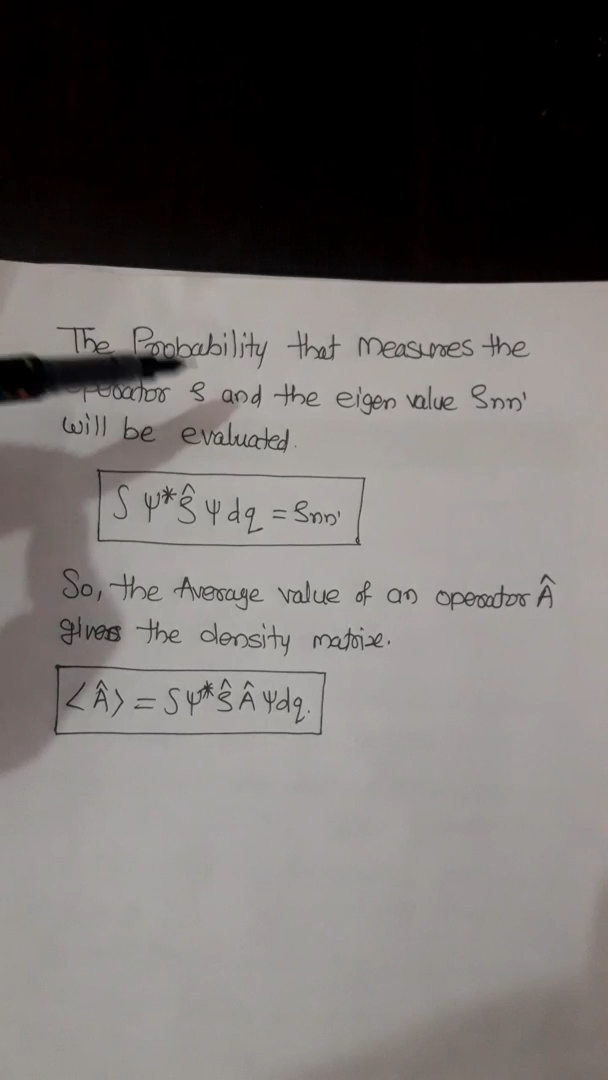 The Probability that measures the
operator ρ and the eigen value ρnn'
will be evaluated.
∫ ψ* ρ̂ ψ dq = ρnn'
So, the Average value of an operator Â
gives the density matrix.
<Â> = ∫ ψ* ρ̂ Â ψ dq.